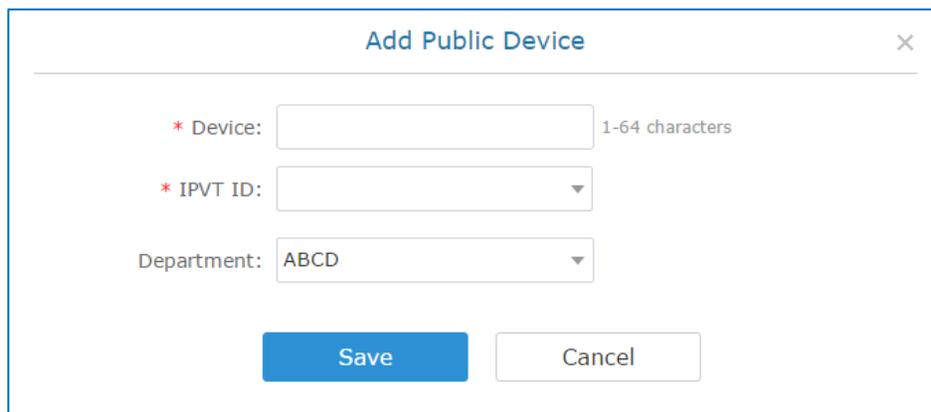 Add Public Device
* Device: 1-64 characters
* IPVT ID:
Department: ABCD
Save Cancel